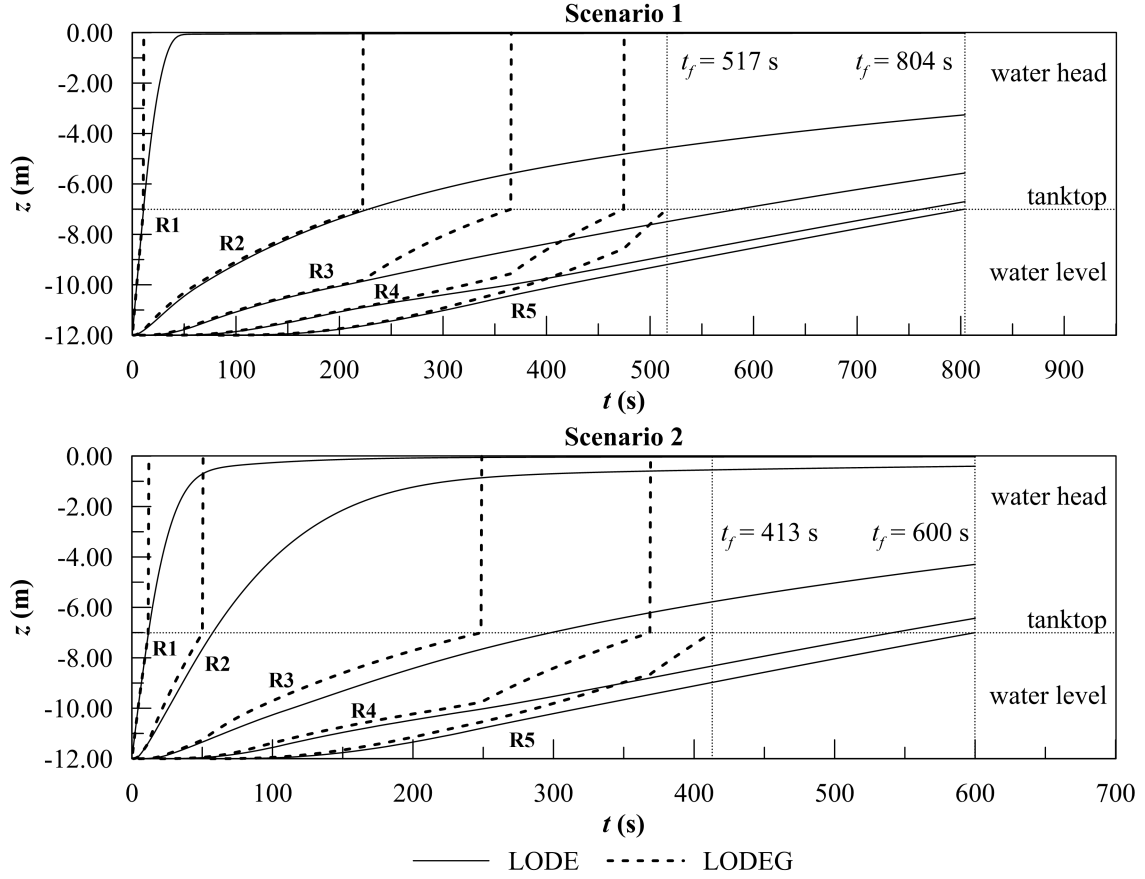 Scenario 1
0.00
-2.00
-4.00
-6.00
-8.00
-10.00
-12.00
z (m)
t_f = 517 s
t_f = 804 s
water head
tanktop
water level
R1
R2
R3
R4
R5
0 100 200 300 400 500 600 700 800 900
t (s)
Scenario 2
0.00
-2.00
-4.00
-6.00
-8.00
-10.00
-12.00
z (m)
t_f = 413 s
t_f = 600 s
water head
tanktop
water level
R1
R2
R3
R4
R5
0 100 200 300 400 500 600 700
t (s)
LODE LODEG